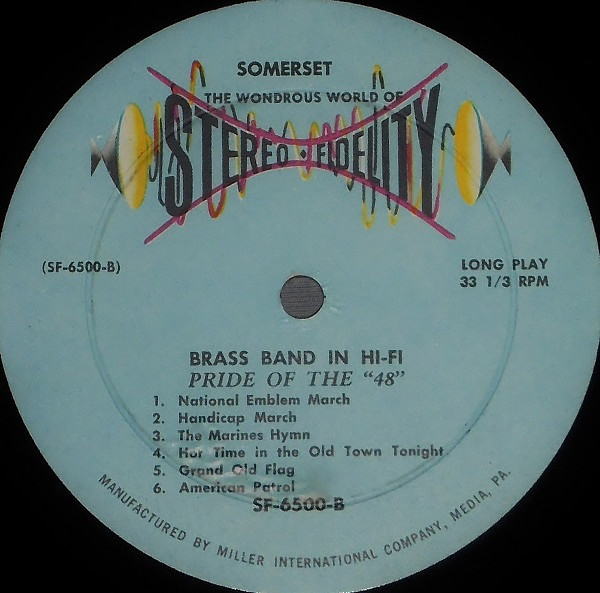 SOMERSET
THE WONDROUS WORLD OF
STEREO • FIDELITY
(SF-6500-B)
LONG PLAY
33 1/3 RPM
BRASS BAND IN HI-FI
PRIDE OF THE “48”
1. National Emblem March
2. Handicap March
3. The Marines Hymn
4. Hot Time in the Old Town Tonight
5. Grand Old Flag
6. American Patrol
SF-6500-B
MANUFACTURED BY MILLER INTERNATIONAL COMPANY, MEDIA, PA.